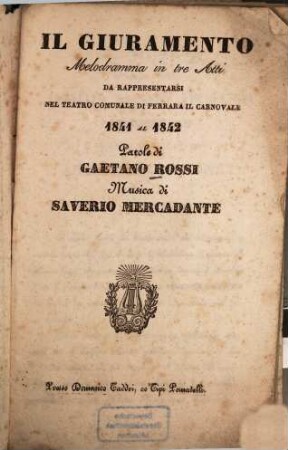 IL GIURAMENTO
Melodramma in tre Atti
DA RAPPRESENTARSI
NEL TEATRO COMUNALE DI FERRARA IL CARNOVALE
1841 al 1842
Parole di
GAETANO ROSSI
Musica di
SAVERIO MERCADANTE
Presso Domenico Taddei, co' Tipi Pomatelli.